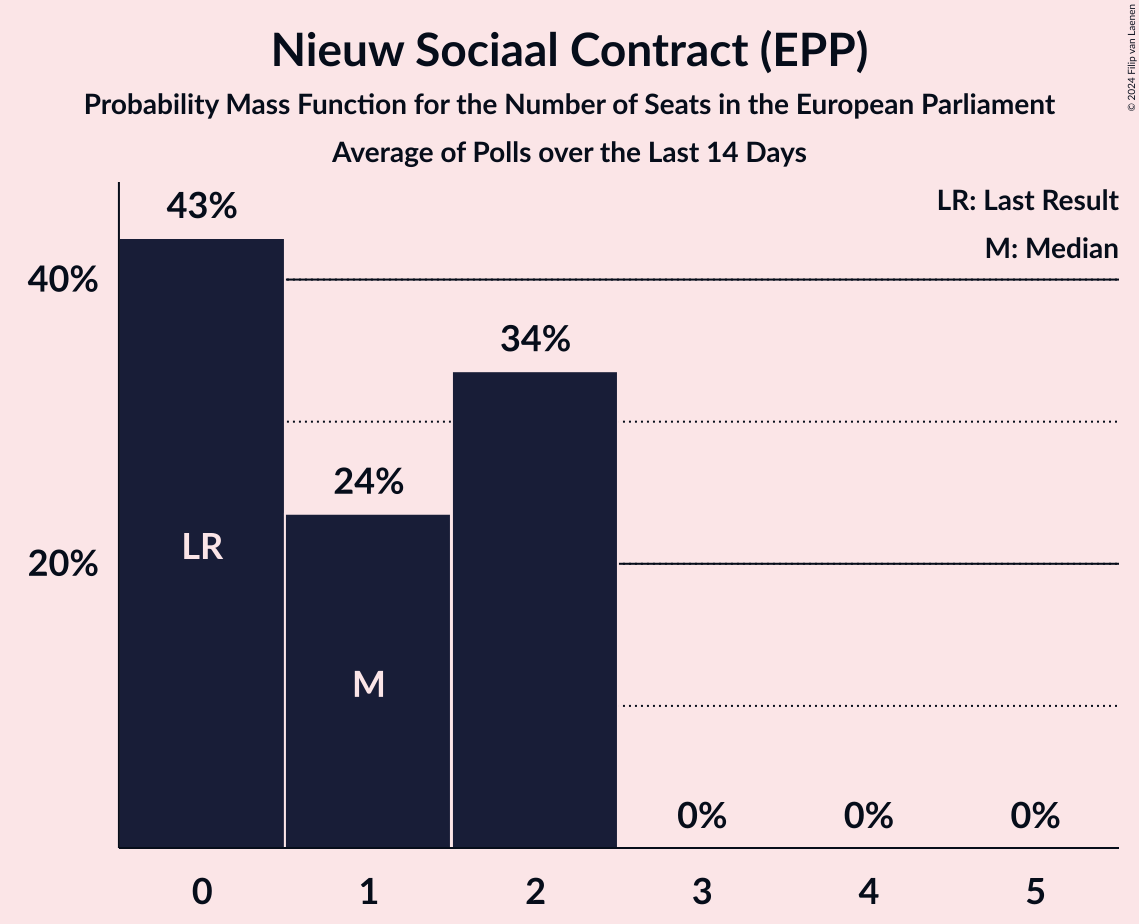 Nieuw Sociaal Contract (EPP)
Probability Mass Function for the Number of Seats in the European Parliament
Average of Polls over the Last 14 Days
© 2024 Filip van Laenen
LR: Last Result
M: Median
43%
40%
34%
24%
LR
20%
M
0% 0% 0%
0 1 2 3 4 5